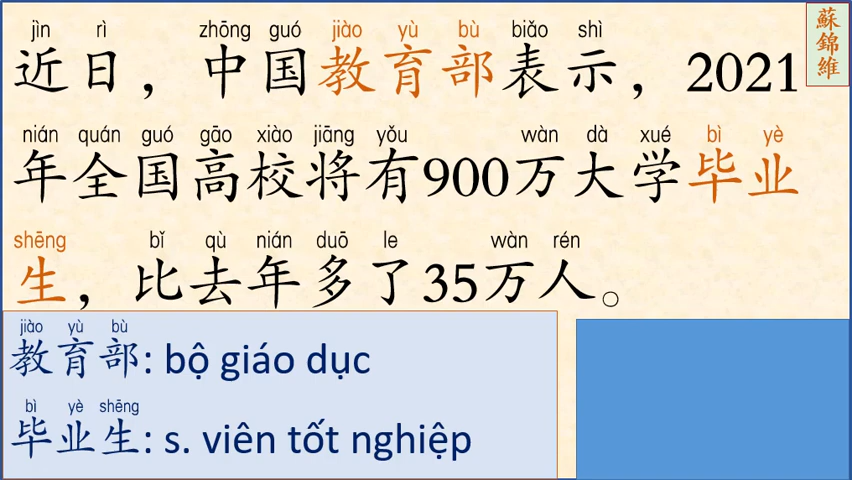 jìn rì zhōng guó jiào yù bù biǎo shì
近日，中国教育部表示，2021
nián quán guó gāo xiào jiāng yǒu wàn dà xué bì yè
年全国高校将有900万大学毕业
shēng bǐ qù nián duō le wàn rén
生，比去年多了35万人。
jiào yù bù
教育部: bộ giáo dục
bì yè shēng
毕业生: s. viên tốt nghiệp
蘇錦維